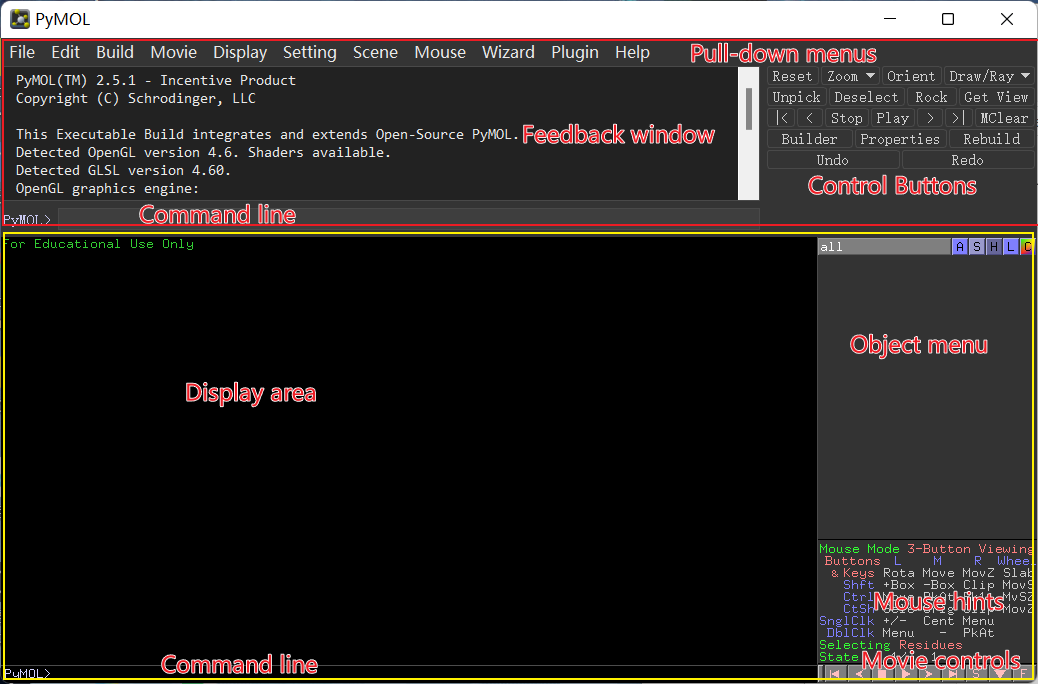 PyMOL
File Edit Build Movie Display Setting Scene Mouse Wizard Plugin Help
Pull-down menus
PyMOL(TM) 2.5.1 - Incentive Product
Copyright (C) Schrodinger, LLC
This Executable Build integrates and extends Open-Source PyMOL.
Detected OpenGL version 4.6. Shaders available.
Detected GLSL version 4.60.
OpenGL graphics engine:
Feedback window
Reset Zoom Orient Draw/Ray
Unpick Deselect Rock Get View
|< < Stop Play > >| MClear
Builder Properties Rebuild
Undo Redo
Control Buttons
PyMOL>
Command line
For Educational Use Only
all A S H L C
Object menu
Display area
Mouse Mode 3-Button Viewing
Buttons L M R Wheel
& Keys Rota Move MovZ Slab
Shft +Box -Box Clip MovS
Ctrl
CtSh
Mouse hints
SnglClk +/- Cent Menu
DblClk Menu - PkAt
Selecting Residues
State
Movie controls
PyMOL>
Command line
S F